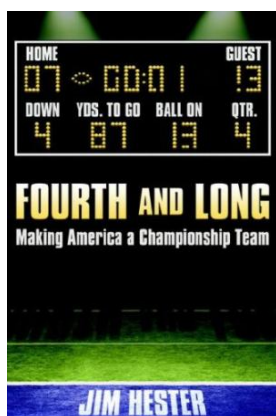 HOME GUEST
07 00:01 13
DOWN YDS. TO GO BALL ON QTR.
4 87 13 4
FOURTH AND LONG
Making America a Championship Team
JIM HESTER